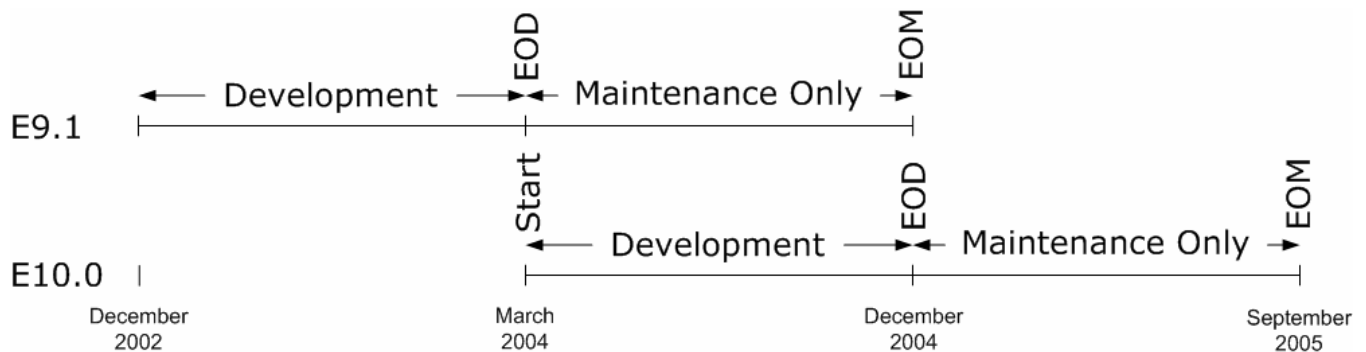 EOD
EOM
Development
Maintenance Only
E9.1
Start
EOD
EOM
Development
Maintenance Only
E10.0
December
2002
March
2004
December
2004
September
2005